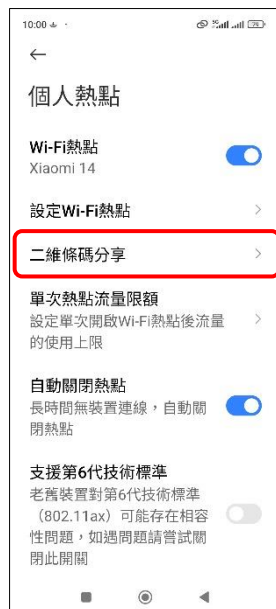 10:00
個人熱點
Wi-Fi熱點
Xiaomi 14
設定Wi-Fi熱點
二維條碼分享
單次熱點流量限額
設定單次開啟Wi-Fi熱點後流量
的使用上限
自動關閉熱點
長時間無裝置連線，自動關
閉熱點
支援第6代技術標準
老舊裝置對第6代技術標準
（802.11ax）可能存在相容
性問題，如遇問題請嘗試關
閉此開關